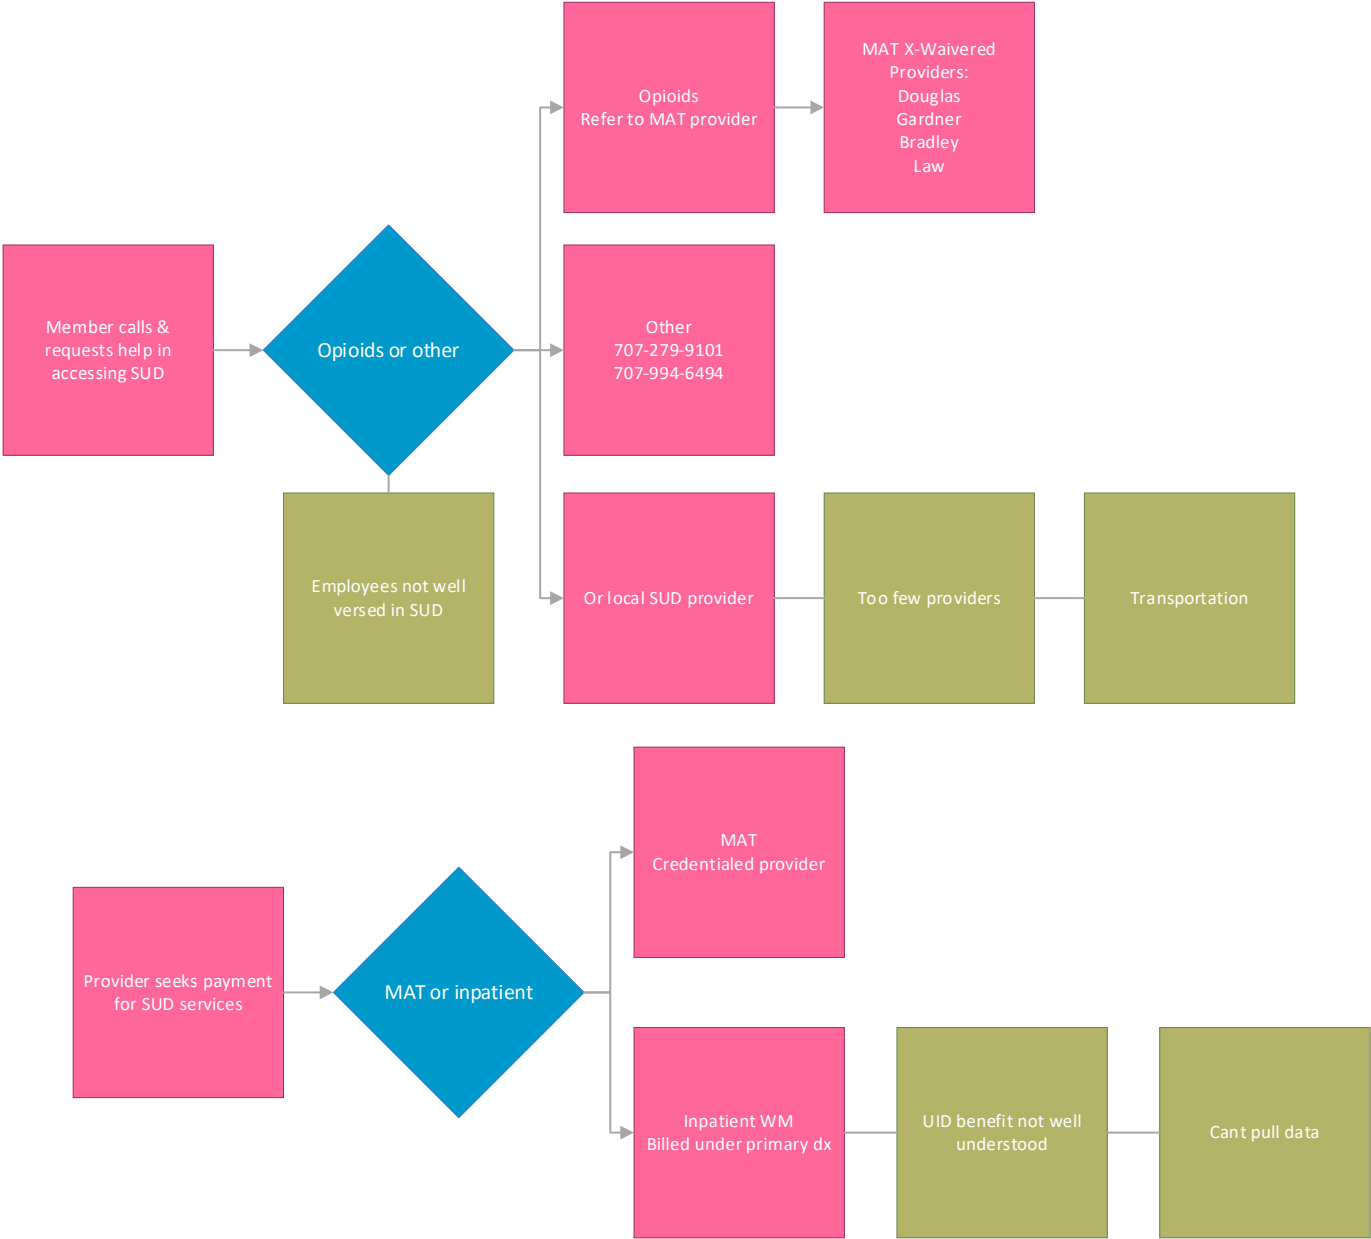 Opioids
Refer to MAT provider
MAT X-Waivered
Providers:
Douglas
Gardner
Bradley
Law
Member calls &
requests help in
accessing SUD
Opioids or other
Other
707-279-9101
707-994-6494
Employees not well
versed in SUD
Or local SUD provider
Too few providers
Transportation
MAT
Credentialed provider
Provider seeks payment
for SUD services
MAT or inpatient
Inpatient WM
Billed under primary dx
UID benefit not well
understood
Cant pull data